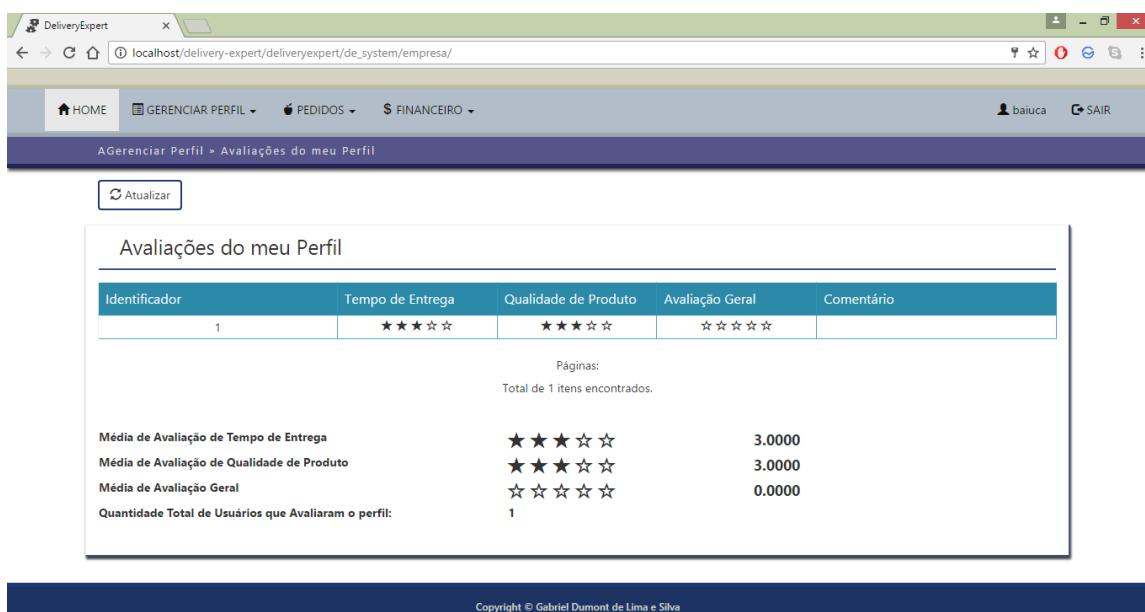 DeliveryExpert
localhost/delivery-expert/deliveryexpert/de_system/empresa/
HOME GERENCIAR PERFIL PEDIDOS $ FINANCEIRO baiuca SAIR
AGerenciar Perfil » Avaliações do meu Perfil
Atualizar
Avaliações do meu Perfil
Identificador Tempo de Entrega Qualidade de Produto Avaliação Geral Comentário
1 ★★★☆☆ ★★★☆☆ ☆☆☆☆☆
Páginas:
Total de 1 itens encontrados.
Média de Avaliação de Tempo de Entrega ★★★☆☆ 3.0000
Média de Avaliação de Qualidade de Produto ★★★☆☆ 3.0000
Média de Avaliação Geral ☆☆☆☆☆ 0.0000
Quantidade Total de Usuários que Avaliaram o perfil: 1
Copyright © Gabriel Dumont de Lima e Silva